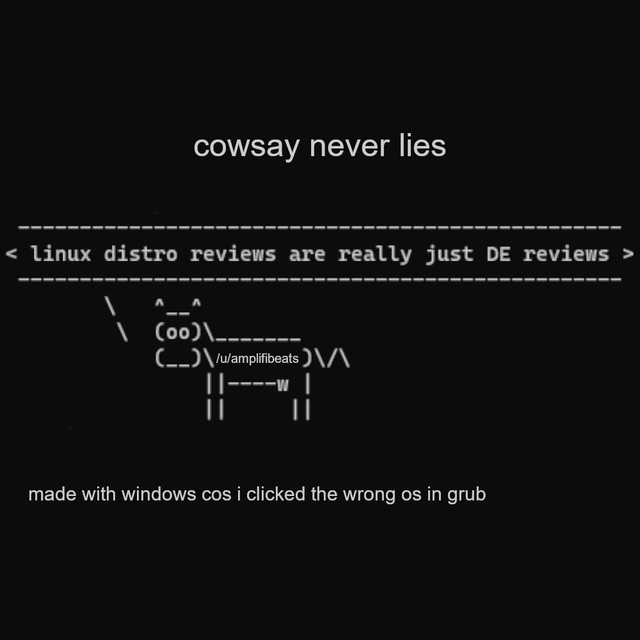 cowsay never lies
< linux distro reviews are really just DE reviews >
/u/amplifibeats
made with windows cos i clicked the wrong os in grub